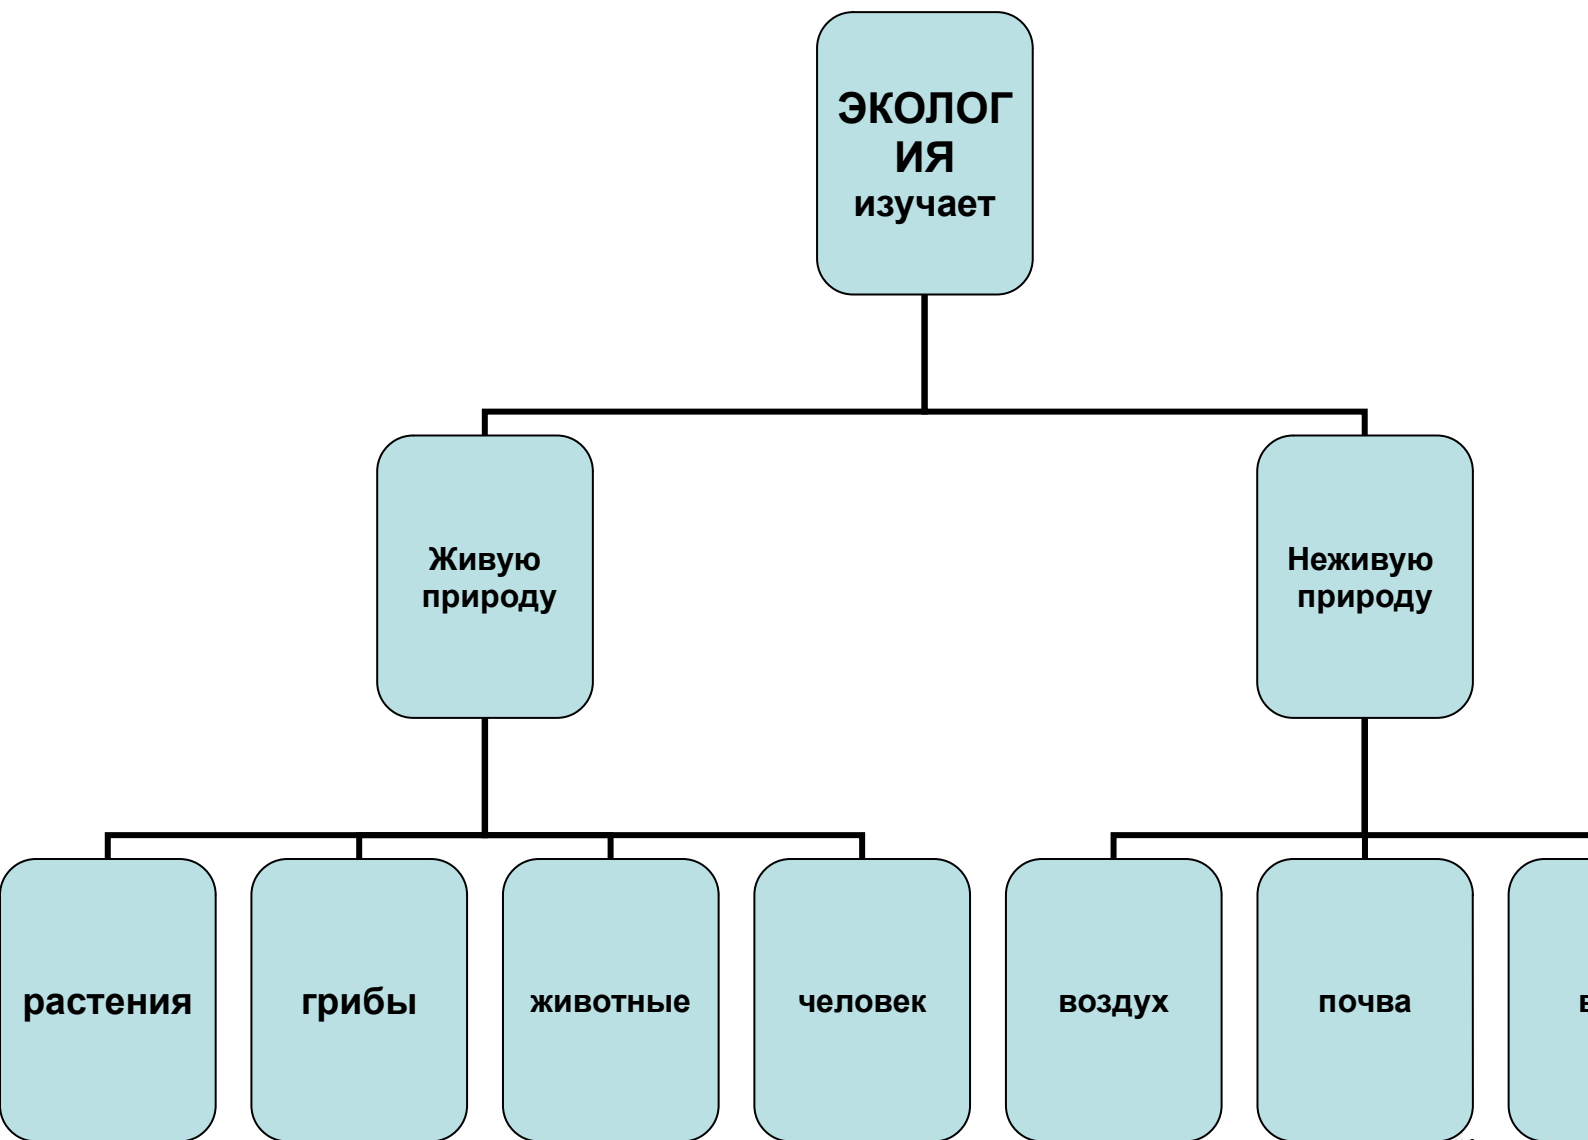 ЭКОЛОГ
ИЯ
изучает
Живую
природу
Неживую
природу
растения
грибы
животные
человек
воздух
почва